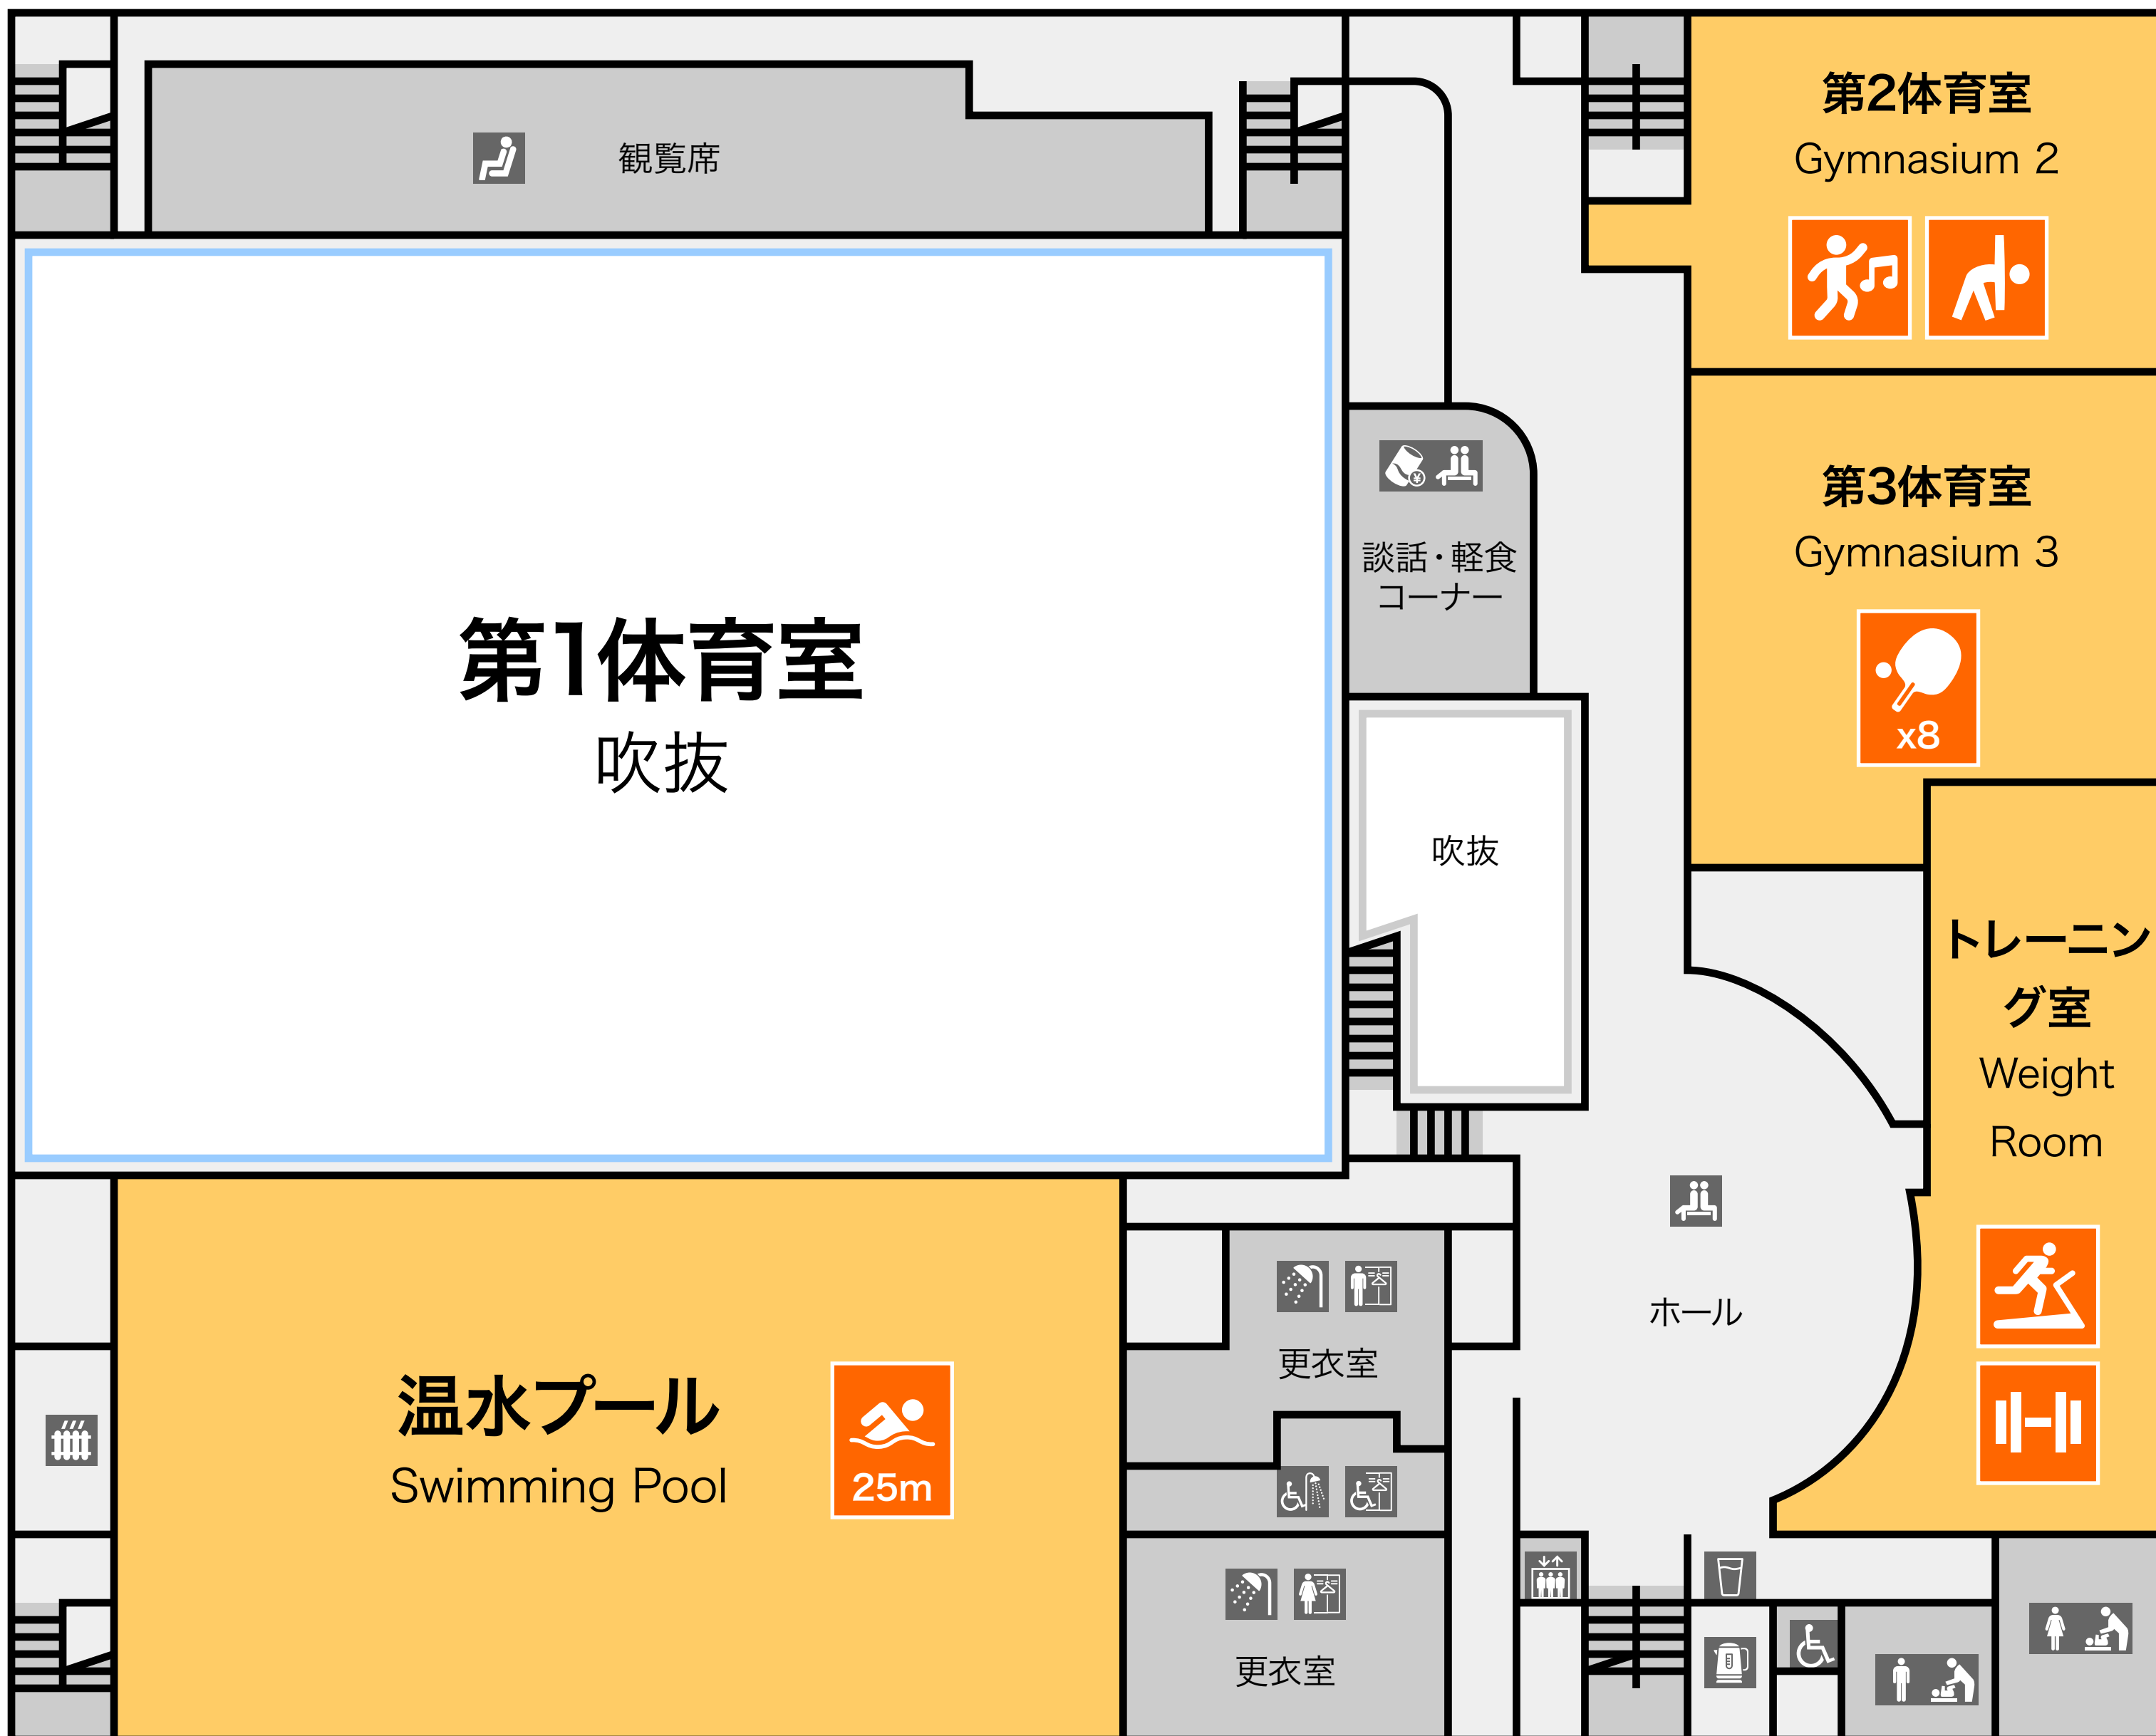 観覧席
第1体育室
吹抜
談話・軽食
コーナー
吹抜
第2体育室
Gymnasium 2
第3体育室
Gymnasium 3
x8
トレーニン
グ室
Weight
Room
ホール
温水プール
Swimming Pool
25m
更衣室
更衣室